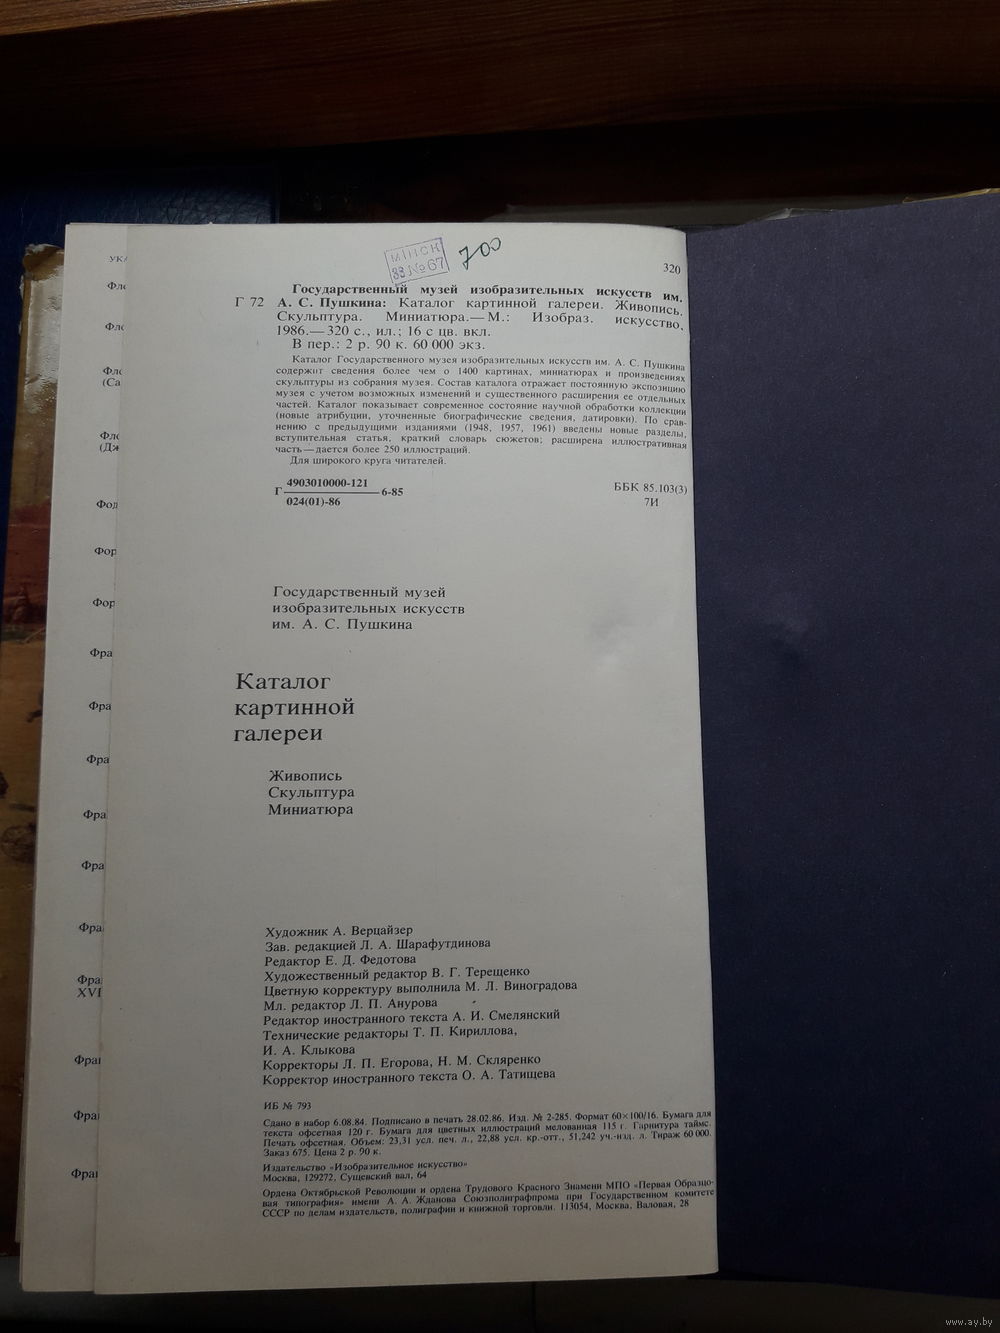 МІНСК
83 №67
700
320
Государственный музей изобразительных искусств им.
Г 72 А. С. Пушкина: Каталог картинной галереи. Живопись.
Скульптура. Миниатюра.— М.: Изобраз. искусство,
1986.— 320 с., ил.; 16 с цв. вкл.
В пер.: 2 р. 90 к. 60 000 экз.
Каталог Государственного музея изобразительных искусств им. А. С. Пушкина
содержит сведения более чем о 1400 картинах, миниатюрах и произведениях
скульптуры из собрания музея. Состав каталога отражает постоянную экспозицию
музея с учетом возможных изменений и существенного расширения ее отдельных
частей. Каталог показывает современное состояние научной обработки коллекции
(новые атрибуции, уточненные биографические сведения, датировки). По срав-
нению с предыдущими изданиями (1948, 1957, 1961) введены новые разделы,
вступительная статья, краткий словарь сюжетов; расширена иллюстративная
часть — дается более 250 иллюстраций.
Для широкого круга читателей.
4903010000-121
Г 6-85
024(01)-86
ББК 85.103(3)
7И
Государственный музей
изобразительных искусств
им. А. С. Пушкина
Каталог
картинной
галереи
Живопись
Скульптура
Миниатюра
Художник А. Верцайзер
Зав. редакцией Л. А. Шарафутдинова
Редактор Е. Д. Федотова
Художественный редактор В. Г. Терещенко
Цветную корректуру выполнила М. Л. Виноградова
Мл. редактор Л. П. Анурова
Редактор иностранного текста А. И. Смелянский
Технические редакторы Т. П. Кириллова,
И. А. Клыкова
Корректоры Л. П. Егорова, Н. М. Скляренко
Корректор иностранного текста О. А. Татищева
ИБ № 793
Сдано в набор 6.08.84. Подписано в печать 28.02.86. Изд. № 2-285. Формат 60×100/16. Бумага для
текста офсетная 120 г. Бумага для цветных иллюстраций мелованная 115 г. Гарнитура таймс.
Печать офсетная. Объем: 23,31 усл. печ. л., 22,88 усл. кр.-отт., 51,242 уч.-изд. л. Тираж 60 000.
Заказ 675. Цена 2 р. 90 к.
Издательство «Изобразительное искусство»
Москва, 129272, Сущевский вал, 64
Ордена Октябрьской Революции и ордена Трудового Красного Знамени МПО «Первая Образцо-
вая типография» имени А. А. Жданова Союзполиграфпрома при Государственном комитете
СССР по делам издательств, полиграфии и книжной торговли. 113054, Москва, Валовая, 28
www.ay.by